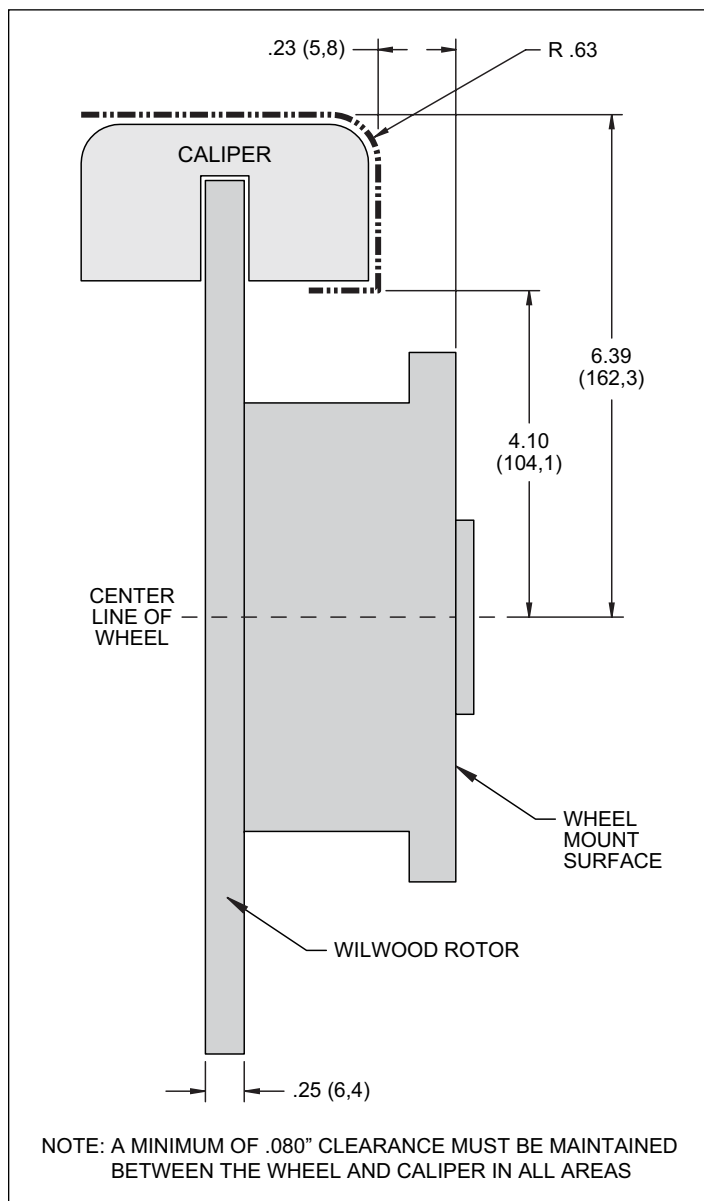 .23 (5,8)
R .63
CALIPER
6.39
(162,3)
4.10
(104,1)
CENTER
LINE OF
WHEEL
WHEEL
MOUNT
SURFACE
WILWOOD ROTOR
.25 (6,4)
NOTE: A MINIMUM OF .080” CLEARANCE MUST BE MAINTAINED
BETWEEN THE WHEEL AND CALIPER IN ALL AREAS